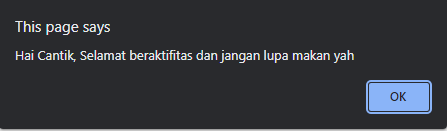 This page says
Hai Cantik, Selamat beraktifitas dan jangan lupa makan yah
OK